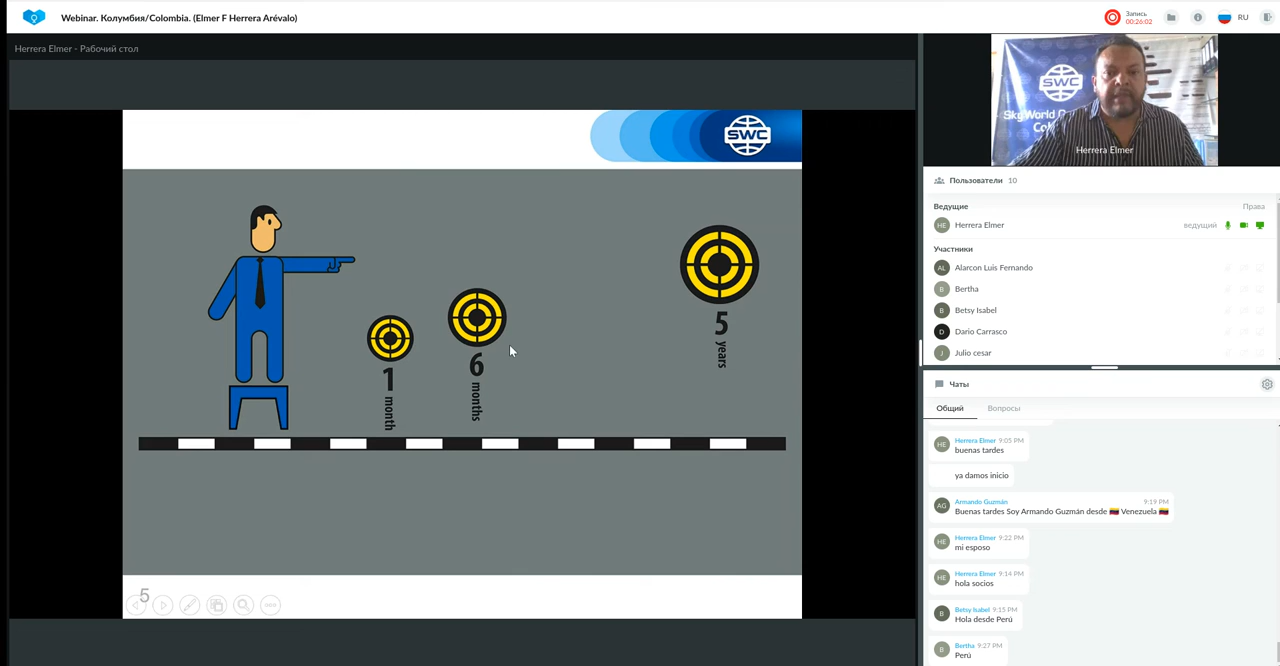 Webinar. Колумбия/Colombia. (Elmer F Herrera Arévalo)
Запись
00:26:02
RU
Herrera Elmer - Рабочий стол
SWC
1
month
6
months
5
years
5
SWC
Herrera Elmer
Пользователи 10
Ведущие Права
HE Herrera Elmer ведущий
Участники
AL Alarcon Luis Fernando
B Bertha
B Betsy Isabel
D Dario Carrasco
J Julio cesar
Чаты
Общий Вопросы
HE Herrera Elmer 9:05 PM
buenas tardes
ya damos inicio
AG Armando Guzmán 9:19 PM
Buenas tardes Soy Armando Guzmán desde 🇻🇪 Venezuela 🇻🇪
HE Herrera Elmer 9:22 PM
mi esposo
HE Herrera Elmer 9:14 PM
hola socios
B Betsy Isabel 9:15 PM
Hola desde Perú
B Bertha 9:27 PM
Perú